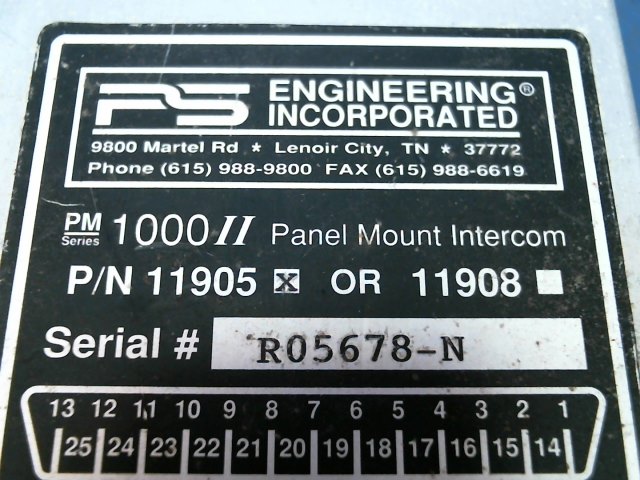 PS ENGINEERING®
INCORPORATED
9800 Martel Rd * Lenoir City, TN * 37772
Phone (615) 988-9800 FAX (615) 988-6619
PM Series 1000 II Panel Mount Intercom
P/N 11905 X OR 11908
Serial # R05678-N
13 12 11 10 9 8 7 6 5 4 3 2 1
25 24 23 22 21 20 19 18 17 16 15 14